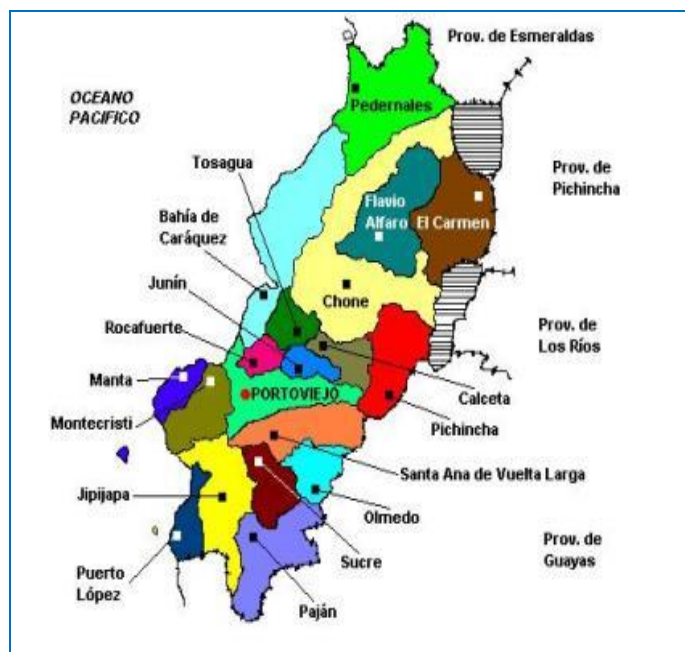 Prov. de Esmeraldas
OCEANO
PACIFICO
Pedernales
Tosagua
Prov. de
Pichincha
Flavio
Alfaro
El Carmen
Bahía de
Caráquez
Junín
Chone
Rocafuerte
Prov. de
Los Ríos
Manta
Calceta
PORTOVIEJO
Montecristi
Pichincha
Santa Ana de Vuelta Larga
Jipijapa
Olmedo
Sucre
Prov. de
Guayas
Puerto
López
Paján